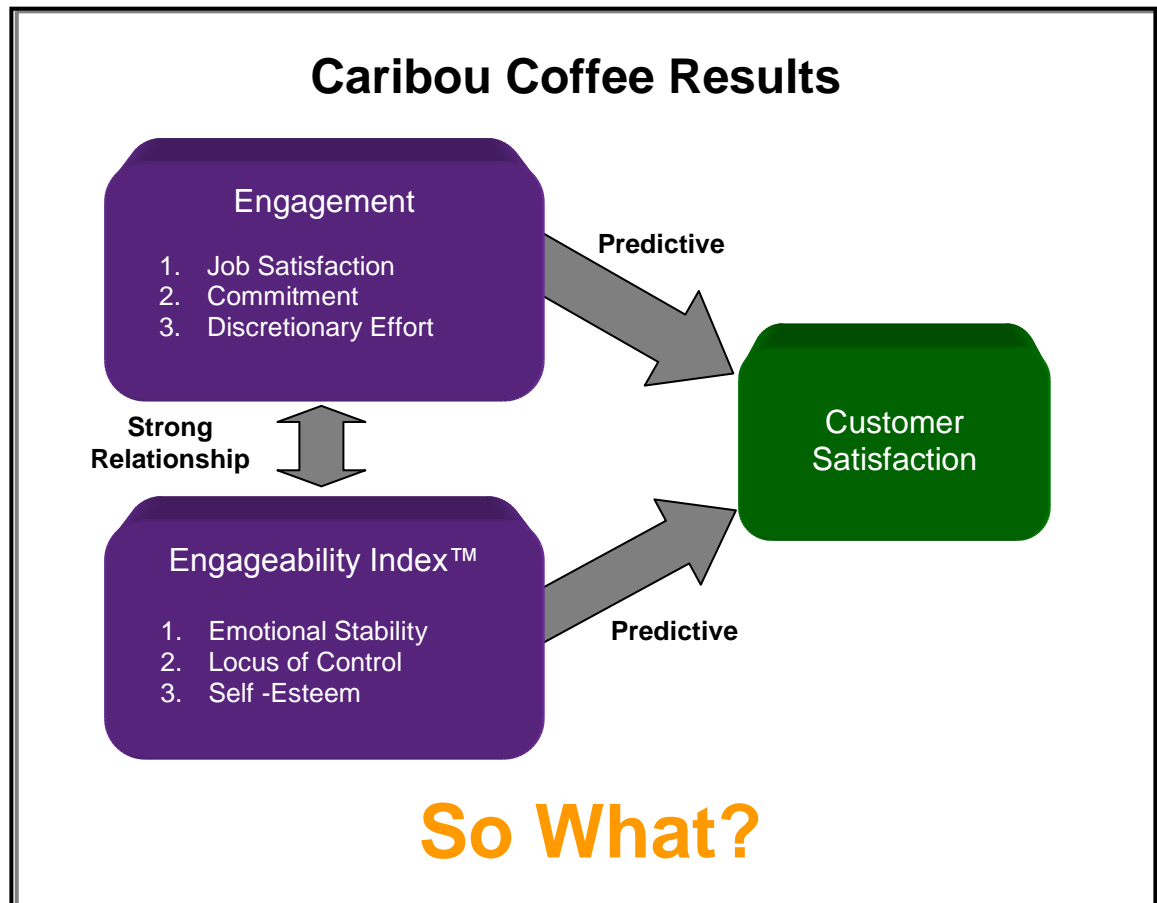 Caribou Coffee Results
Engagement
1. Job Satisfaction
2. Commitment
3. Discretionary Effort
Predictive
Strong
Relationship
Customer
Satisfaction
Engageability Index™
1. Emotional Stability
2. Locus of Control
3. Self -Esteem
Predictive
So What?